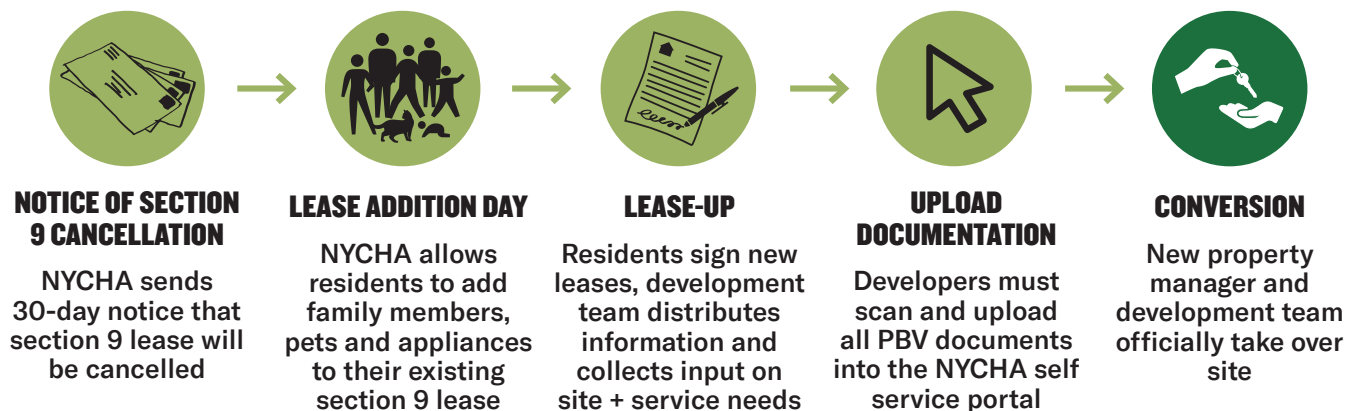 NOTICE OF SECTION
9 CANCELLATION
NYCHA sends
30-day notice that
section 9 lease will
be cancelled
LEASE ADDITION DAY
NYCHA allows
residents to add
family members,
pets and appliances
to their existing
section 9 lease
LEASE-UP
Residents sign new
leases, development
team distributes
information and
collects input on
site + service needs
UPLOAD
DOCUMENTATION
Developers must
scan and upload
all PBV documents
into the NYCHA self
service portal
CONVERSION
New property
manager and
development team
officially take over
site